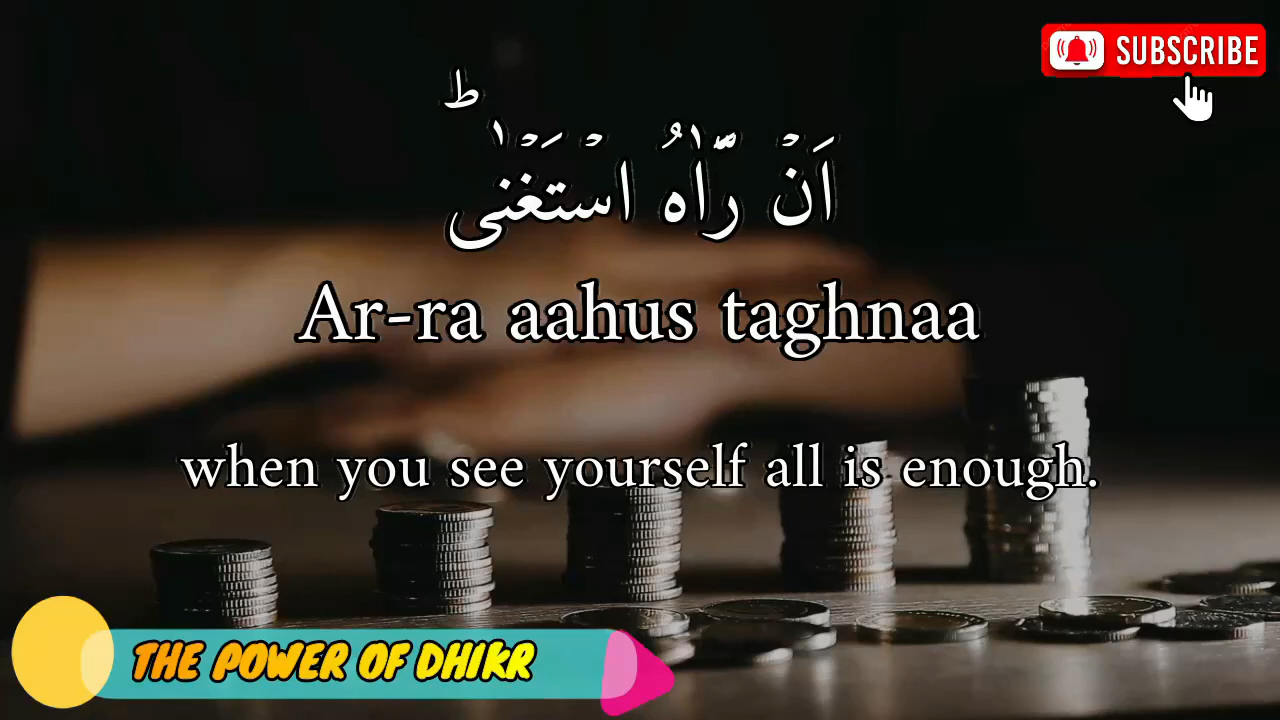 SUBSCRIBE
اَنۡ رَّاٰهُ اسۡتَغۡنٰىؕ
Ar-ra aahus taghnaa
when you see yourself all is enough.
THE POWER OF DHIKR